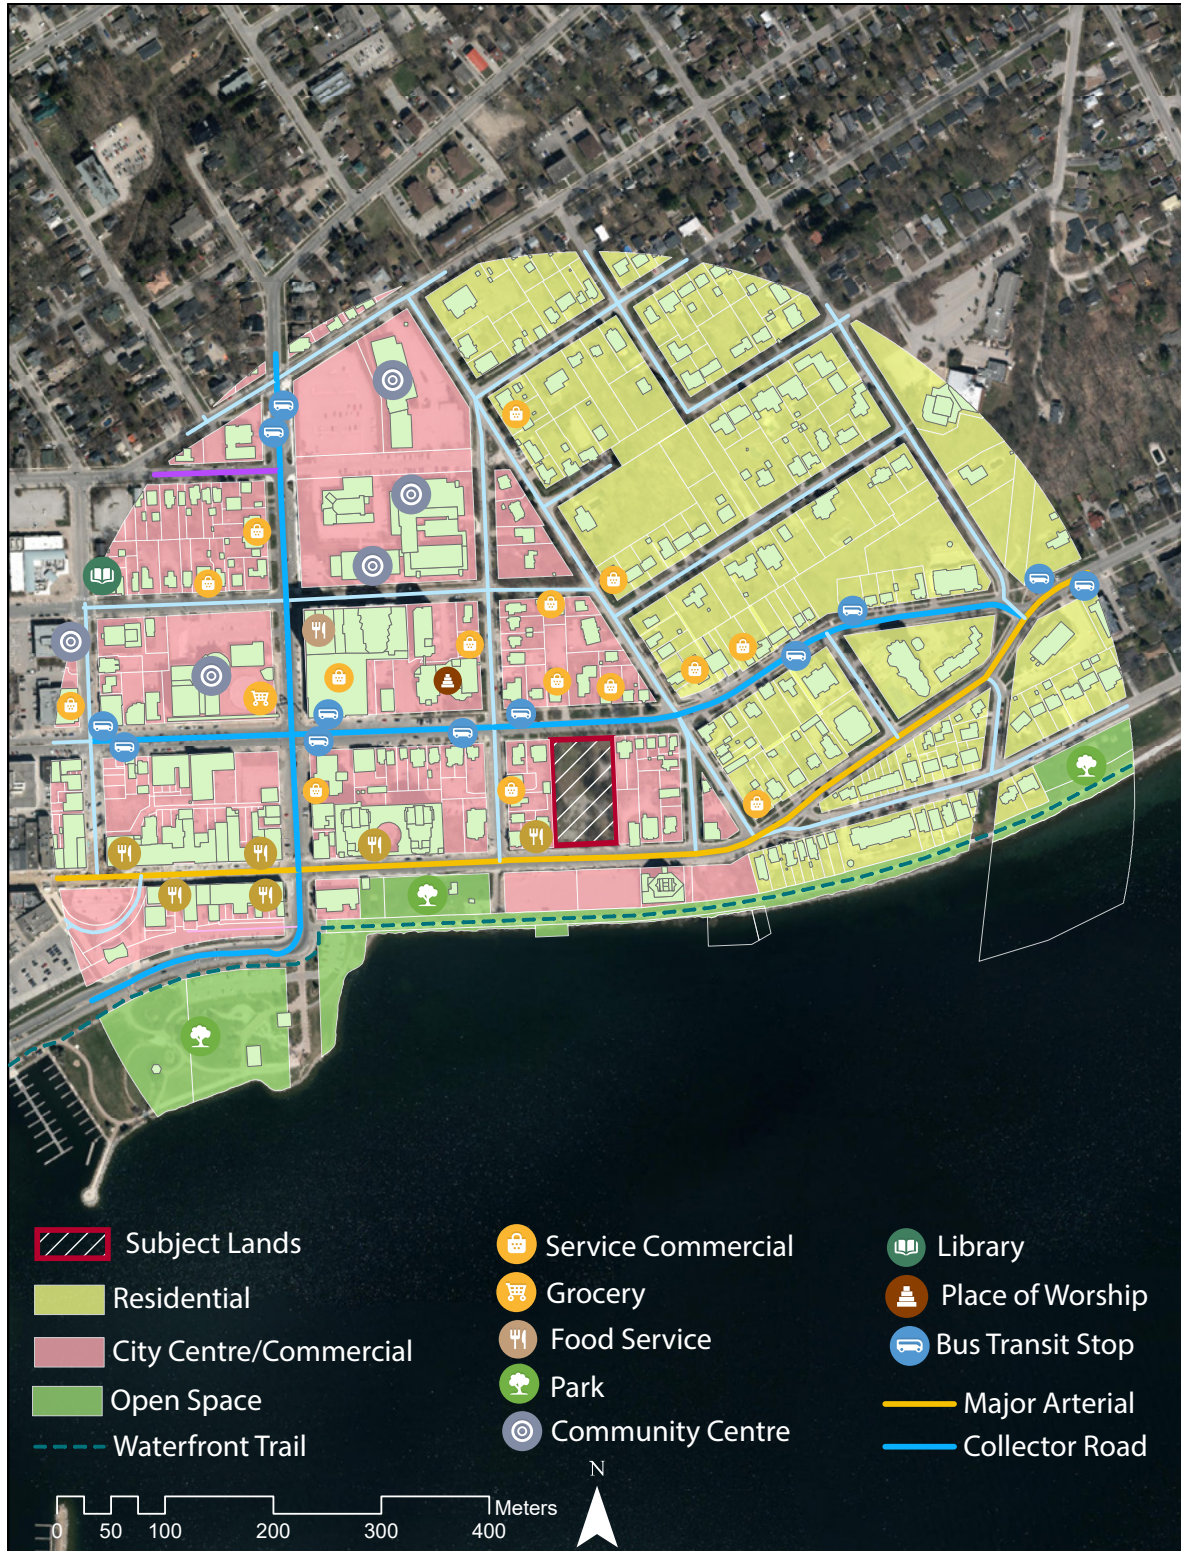 Subject Lands
Residential
City Centre/Commercial
Open Space
Waterfront Trail
Service Commercial
Grocery
Food Service
Park
Community Centre
Library
Place of Worship
Bus Transit Stop
Major Arterial
Collector Road
N
Meters
0 50 100 200 300 400